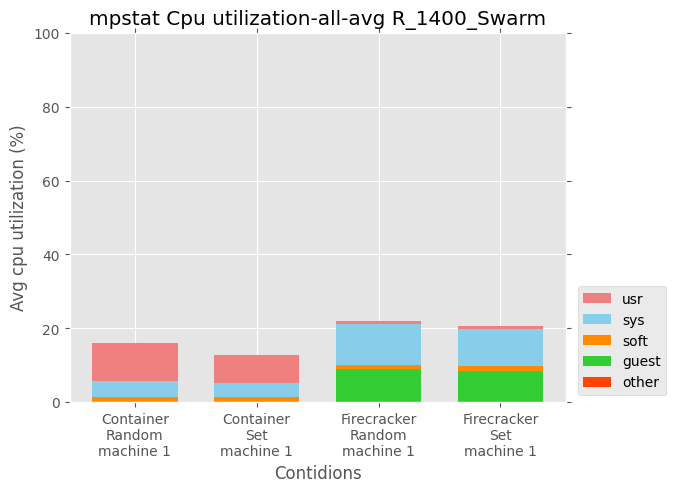 mpstat Cpu utilization-all-avg R_1400_Swarm
Avg cpu utilization (%)
100
80
60
40
20
0
Container
Random
machine 1
Container
Set
machine 1
Firecracker
Random
machine 1
Firecracker
Set
machine 1
Contidions
usr
sys
soft
guest
other